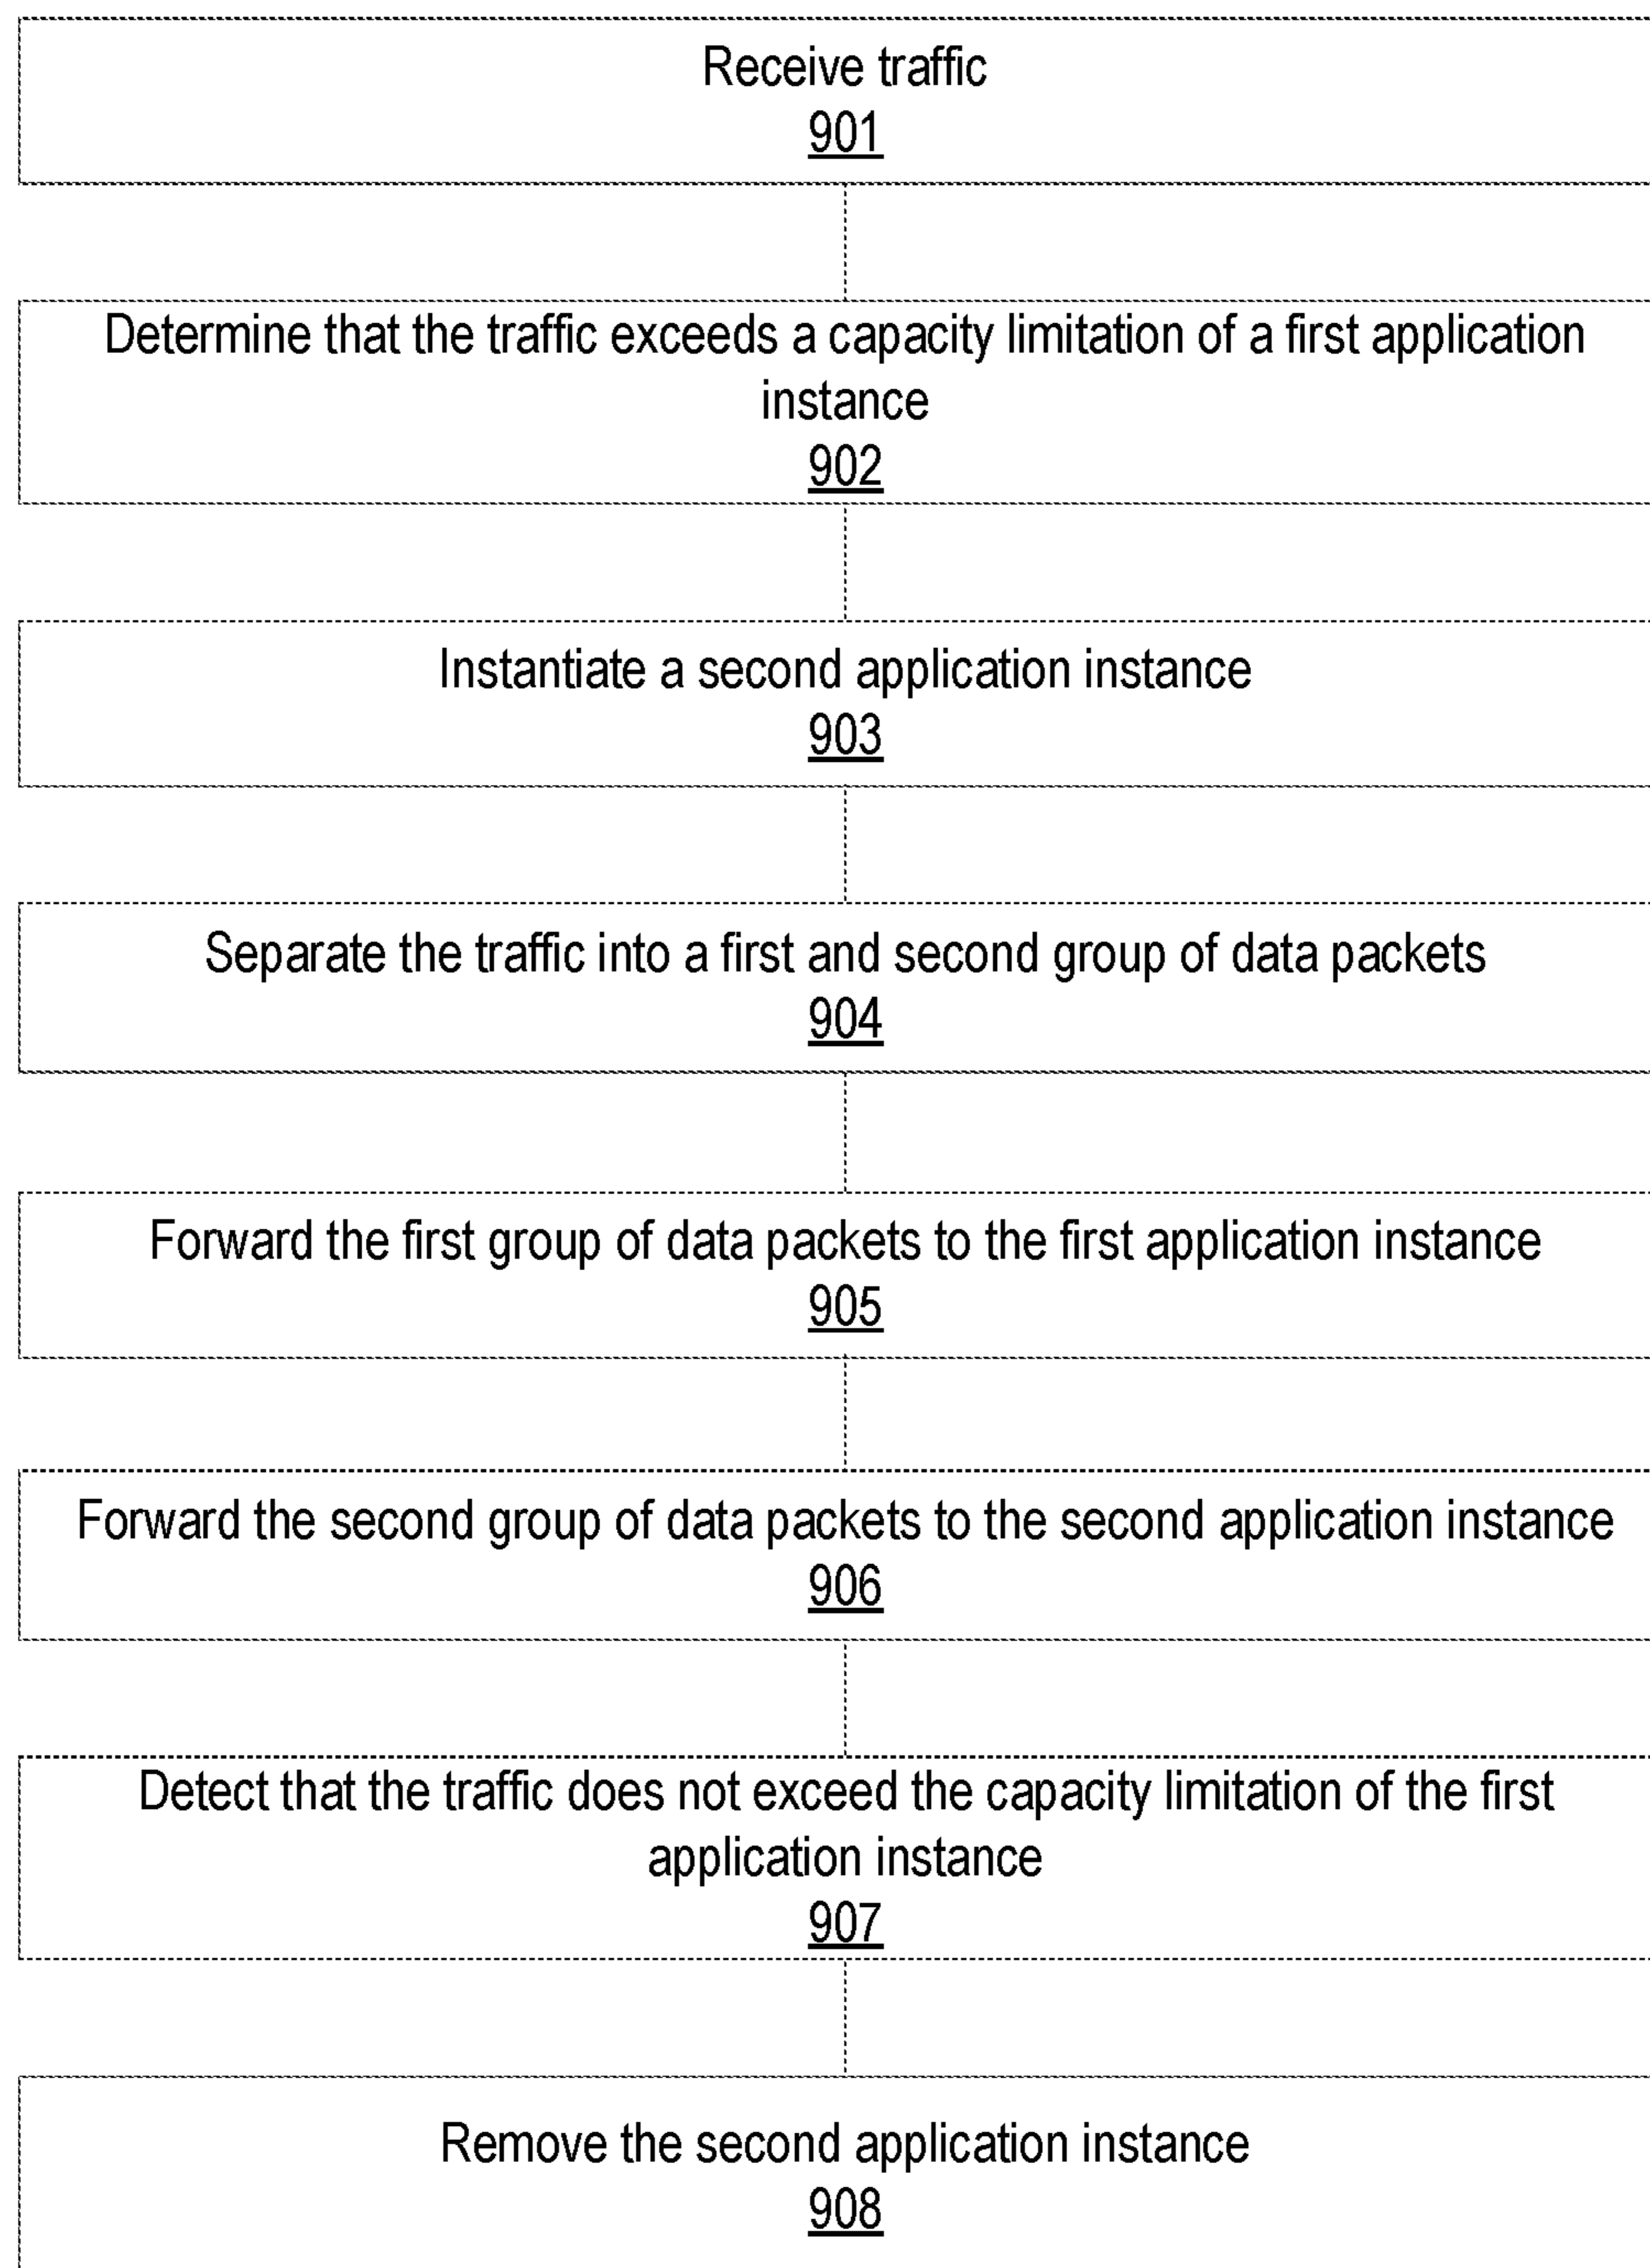 Receive traffic
901
Determine that the traffic exceeds a capacity limitation of a first application
instance
902
Instantiate a second application instance
903
Separate the traffic into a first and second group of data packets
904
Forward the first group of data packets to the first application instance
905
Forward the second group of data packets to the second application instance
906
Detect that the traffic does not exceed the capacity limitation of the first
application instance
907
Remove the second application instance
908